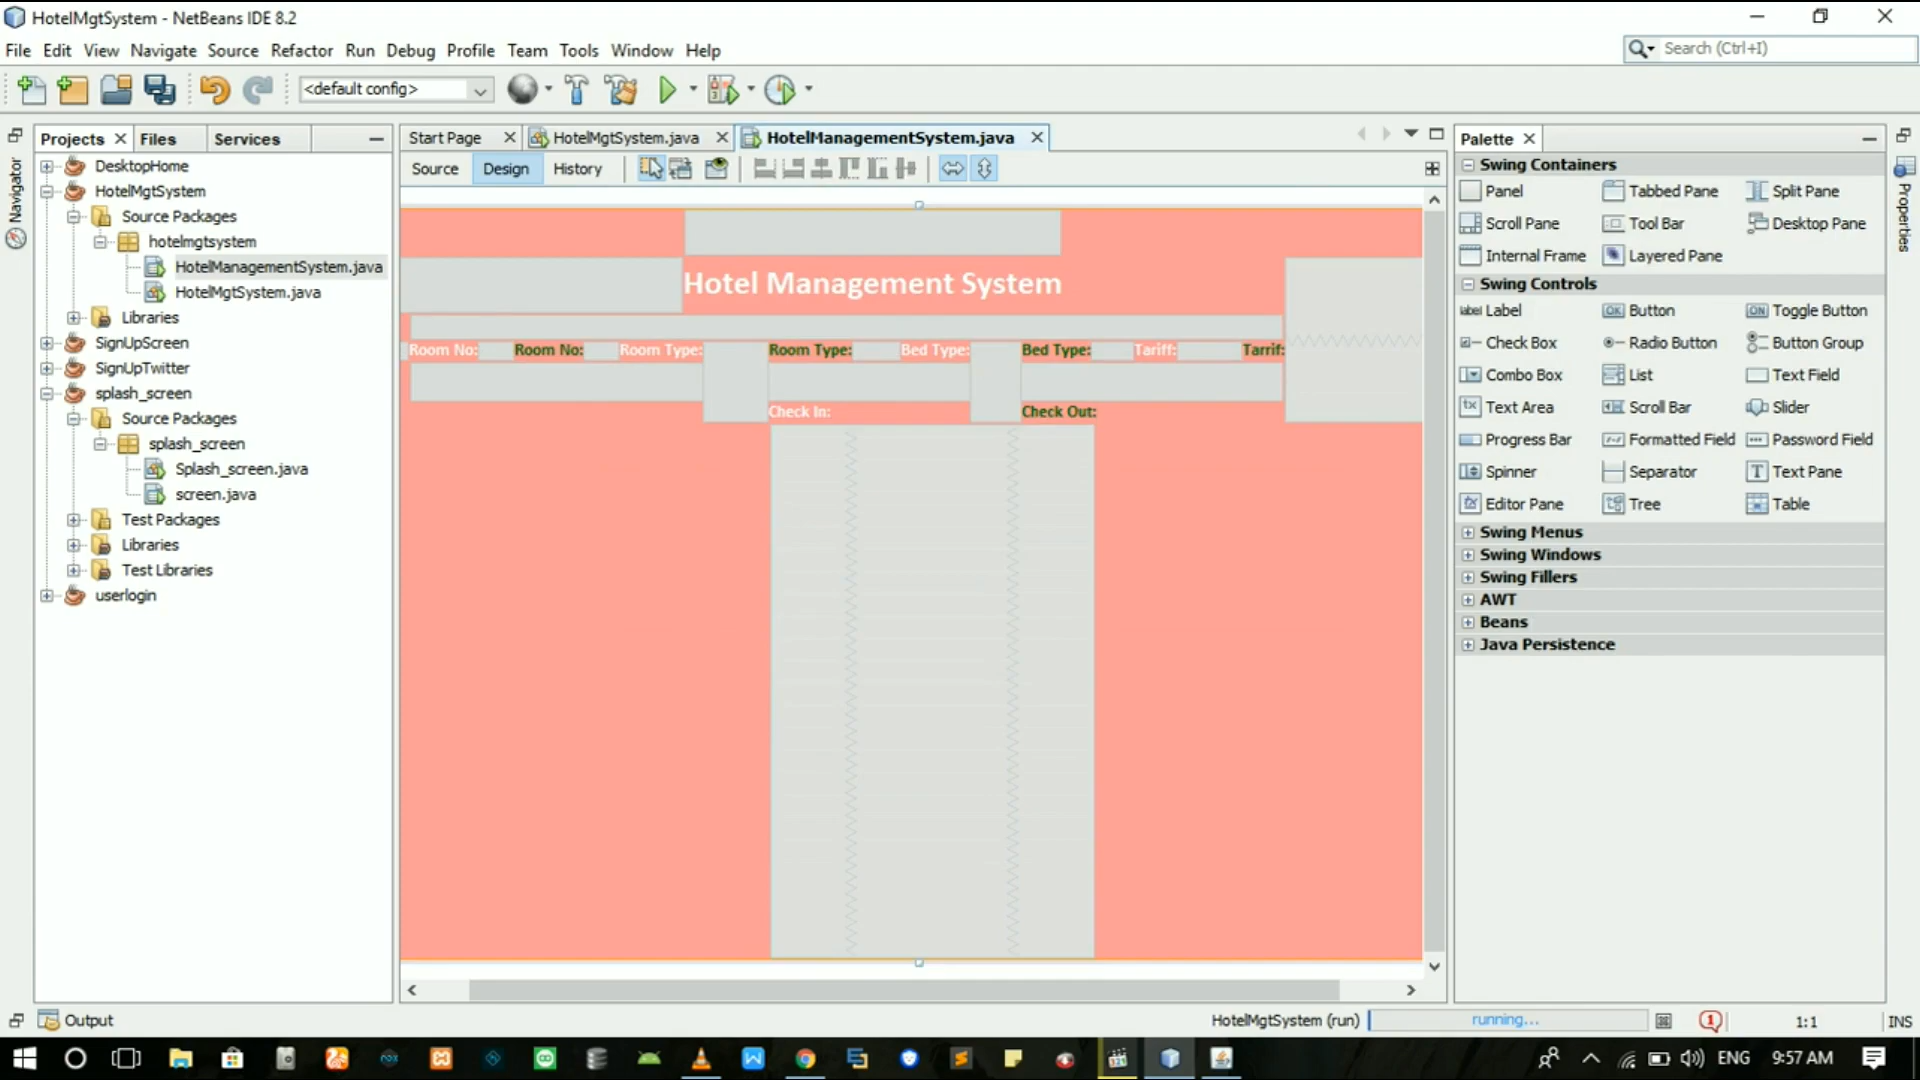 HotelMgtSystem - NetBeans IDE 8.2
File Edit View Navigate Source Refactor Run Debug Profile Team Tools Window Help
Search (Ctrl+I)
<default config>
Projects Files Services
Navigator
DesktopHome
HotelMgtSystem
Source Packages
hotelmgtsystem
HotelManagementSystem.java
HotelMgtSystem.java
Libraries
SignUpScreen
SignUpTwitter
splash_screen
Source Packages
splash_screen
Splash_screen.java
screen.java
Test Packages
Libraries
Test Libraries
userlogin
Start Page HotelMgtSystem.java HotelManagementSystem.java
Source Design History
Hotel Management System
Room No: Room No: Room Type: Room Type: Bed Type: Bed Type: Tariff: Tarrif:
Check In: Check Out:
Palette
Properties
Swing Containers
Panel Tabbed Pane Split Pane
Scroll Pane Tool Bar Desktop Pane
Internal Frame Layered Pane
Swing Controls
label Label OK Button ON Toggle Button
Check Box Radio Button Button Group
Combo Box List Text Field
Text Area Scroll Bar Slider
Progress Bar Formatted Field Password Field
Spinner Separator Text Pane
Editor Pane Tree Table
Swing Menus
Swing Windows
Swing Fillers
AWT
Beans
Java Persistence
Output
HotelMgtSystem (run) running... 1 1:1 INS
ENG 9:57 AM